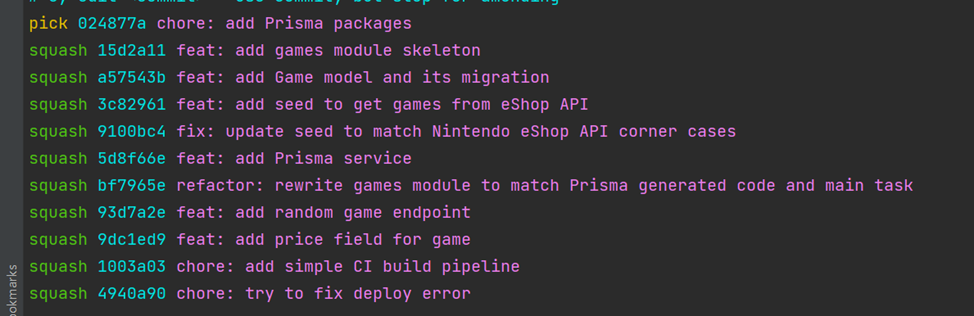 pick 024877a chore: add Prisma packages
squash 15d2a11 feat: add games module skeleton
squash a57543b feat: add Game model and its migration
squash 3c82961 feat: add seed to get games from eShop API
squash 9100bc4 fix: update seed to match Nintendo eShop API corner cases
squash 5d8f66e feat: add Prisma service
squash bf7965e refactor: rewrite games module to match Prisma generated code and main task
squash 93d7a2e feat: add random game endpoint
squash 9dc1ed9 feat: add price field for game
squash 1003a03 chore: add simple CI build pipeline
squash 4940a90 chore: try to fix deploy error
ookmarks